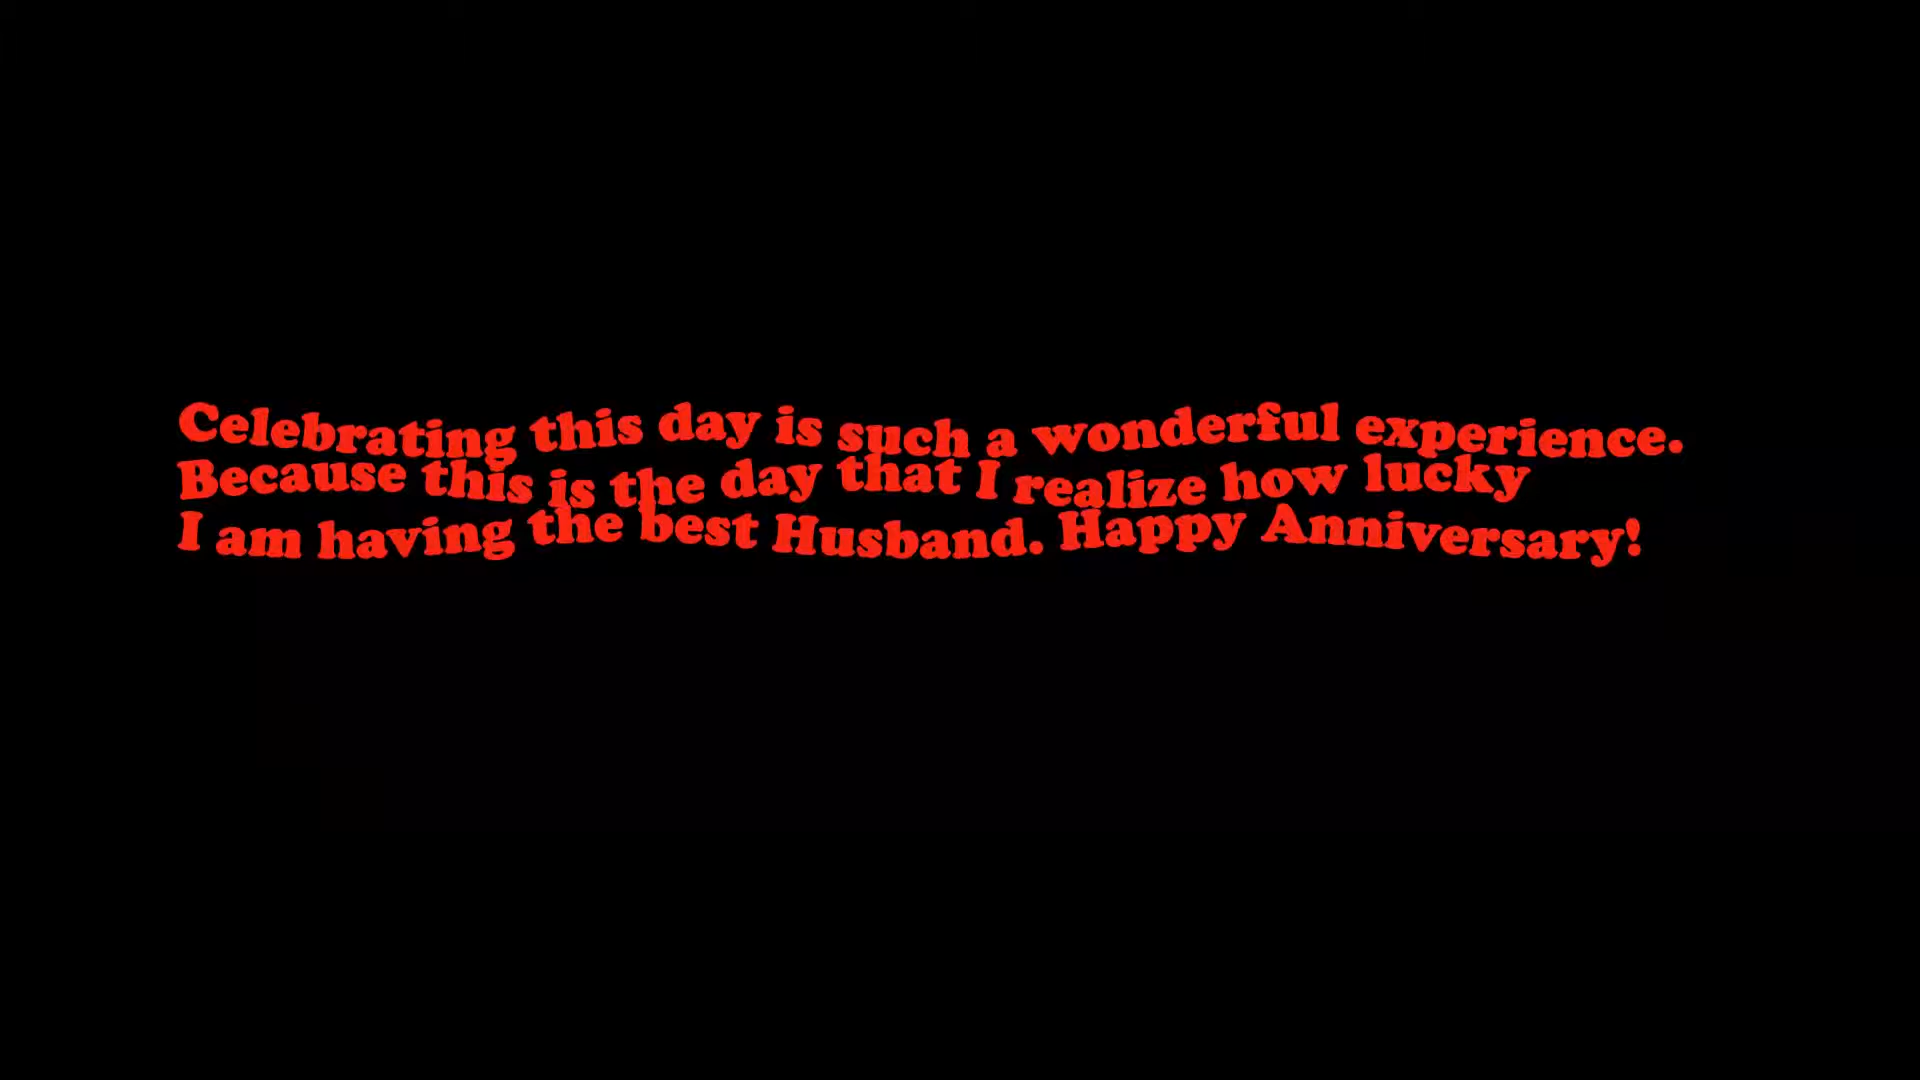 Celebrating this day is such a wonderful experience.
Because this is the day that I realize how lucky
I am having the best Husband. Happy Anniversary!